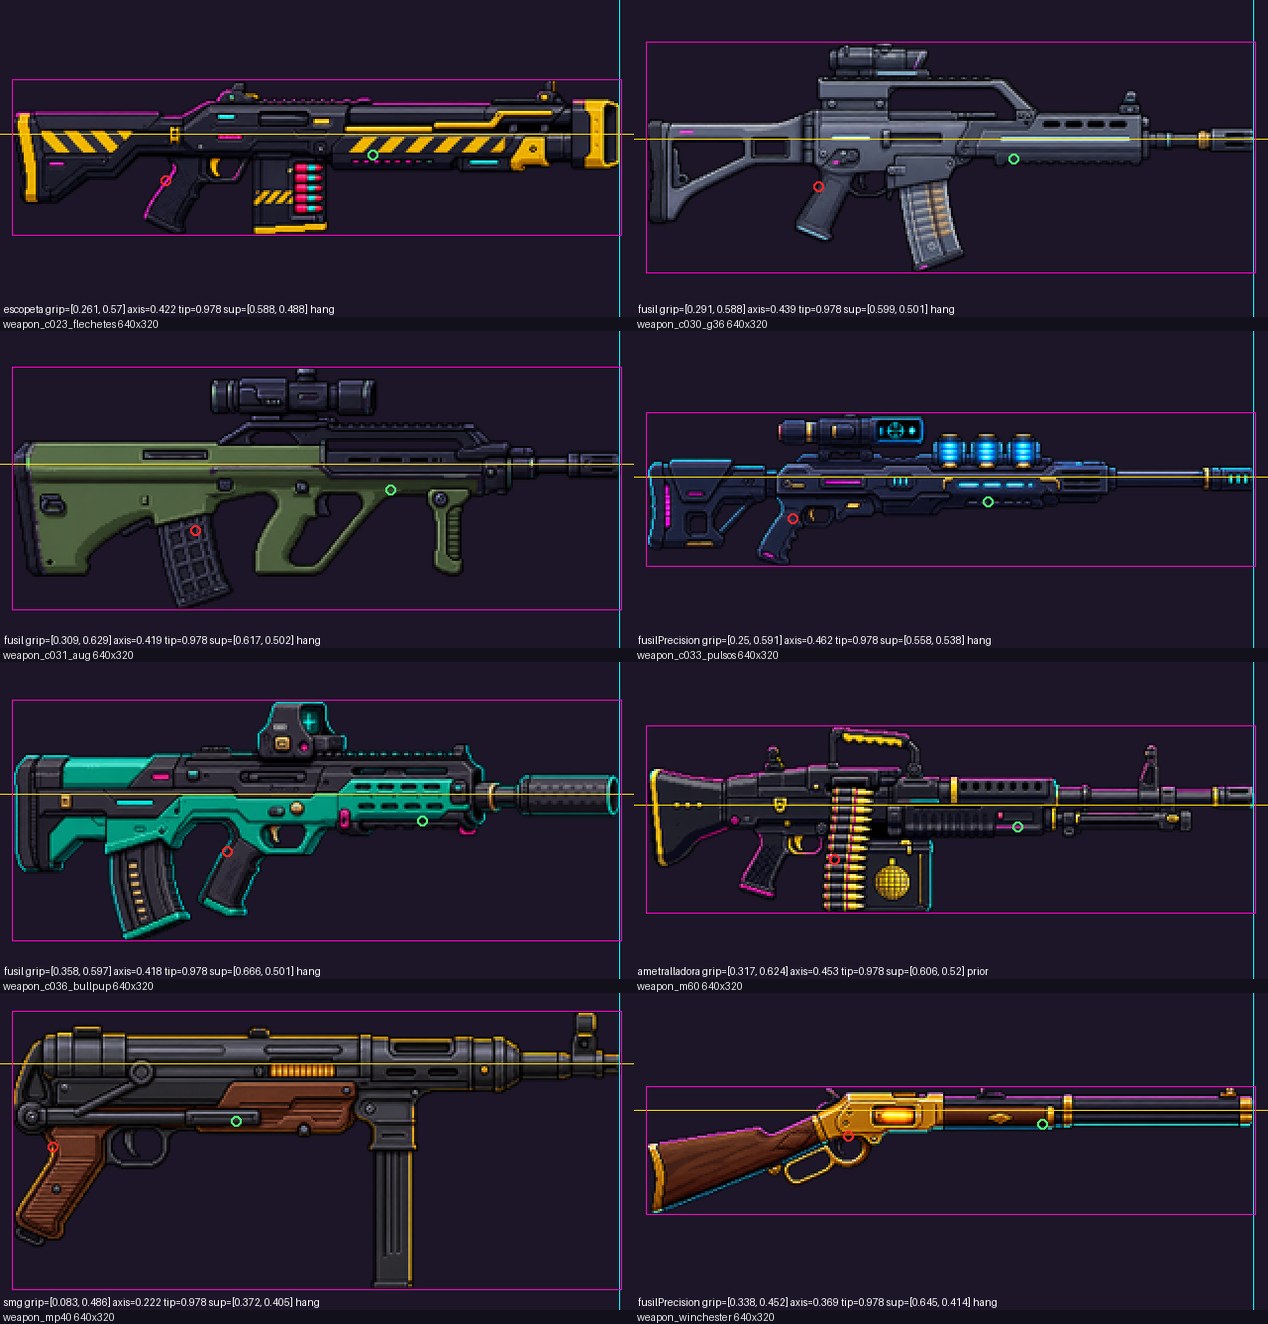 escopeta grip=[0.261, 0.57] axis=0.422 tip=0.978 sup=[0.588, 0.488] hang
weapon_c023_flechetes 640x320
fusil grip=[0.291, 0.588] axis=0.439 tip=0.978 sup=[0.599, 0.501] hang
weapon_c030_g36 640x320
fusil grip=[0.309, 0.629] axis=0.419 tip=0.978 sup=[0.617, 0.502] hang
weapon_c031_aug 640x320
fusilPrecision grip=[0.25, 0.591] axis=0.462 tip=0.978 sup=[0.558, 0.538] hang
weapon_c033_pulsos 640x320
fusil grip=[0.358, 0.597] axis=0.418 tip=0.978 sup=[0.666, 0.501] hang
weapon_c036_bullpup 640x320
ametralladora grip=[0.317, 0.624] axis=0.453 tip=0.978 sup=[0.606, 0.52] prior
weapon_m60 640x320
smg grip=[0.083, 0.486] axis=0.222 tip=0.978 sup=[0.372, 0.405] hang
weapon_mp40 640x320
fusilPrecision grip=[0.338, 0.452] axis=0.369 tip=0.978 sup=[0.645, 0.414] hang
weapon_winchester 640x320